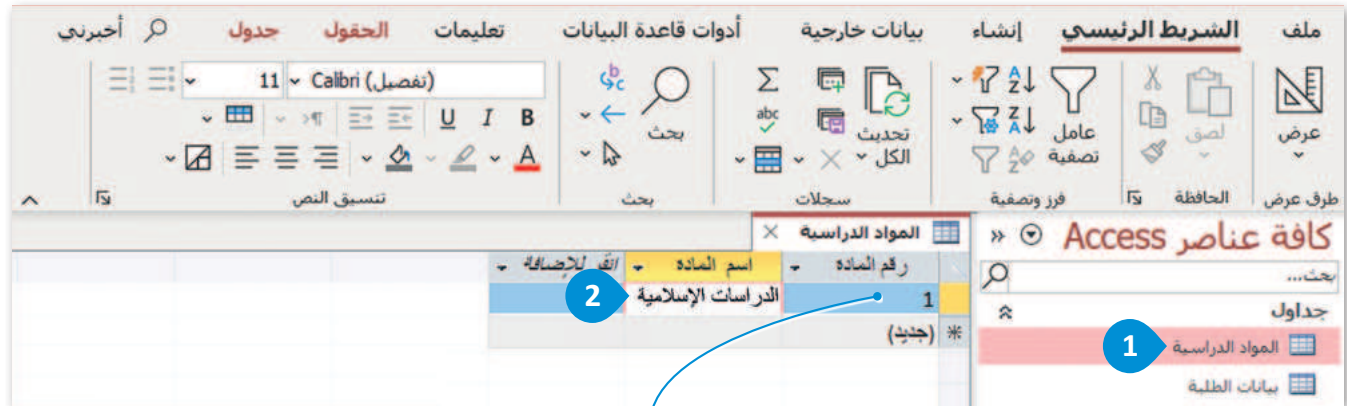 ملف الشريط الرئيسي إنشاء بيانات خارجية أدوات قاعدة البيانات تعليمات الحقول جدول أخبرني
عرض
لصق
عامل تصفية
تحديث الكل
بحث
Calibri (تفصيل) 11
B I U
طرق عرض الحافظة فرز وتصفية سجلات بحث تنسيق النص
كافة عناصر Access
بحث...
جداول
المواد الدراسية
بيانات الطلبة
1
المواد الدراسية
رقم المادة اسم المادة انقر للإضافة
1 الدراسات الإسلامية
2
(جديد)